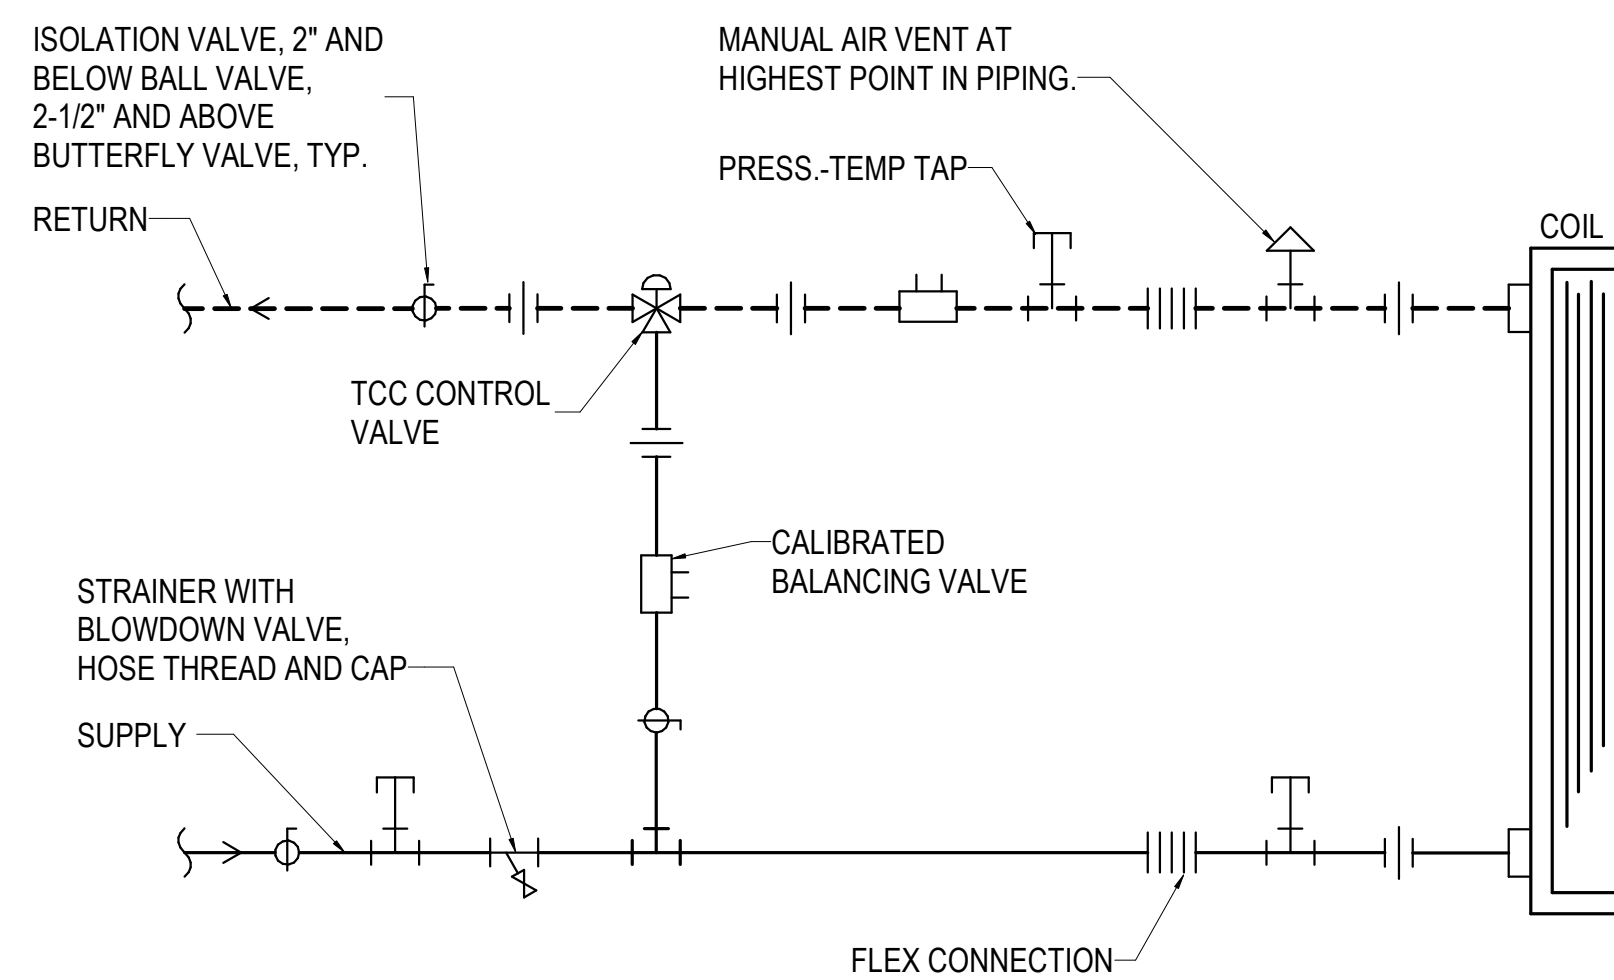 ISOLATION VALVE, 2" AND
BELOW BALL VALVE,
2-1/2" AND ABOVE
BUTTERFLY VALVE, TYP.
RETURN
MANUAL AIR VENT AT
HIGHEST POINT IN PIPING.
PRESS.-TEMP TAP
COIL
TCC CONTROL
VALVE
CALIBRATED
BALANCING VALVE
STRAINER WITH
BLOWDOWN VALVE,
HOSE THREAD AND CAP
SUPPLY
FLEX CONNECTION